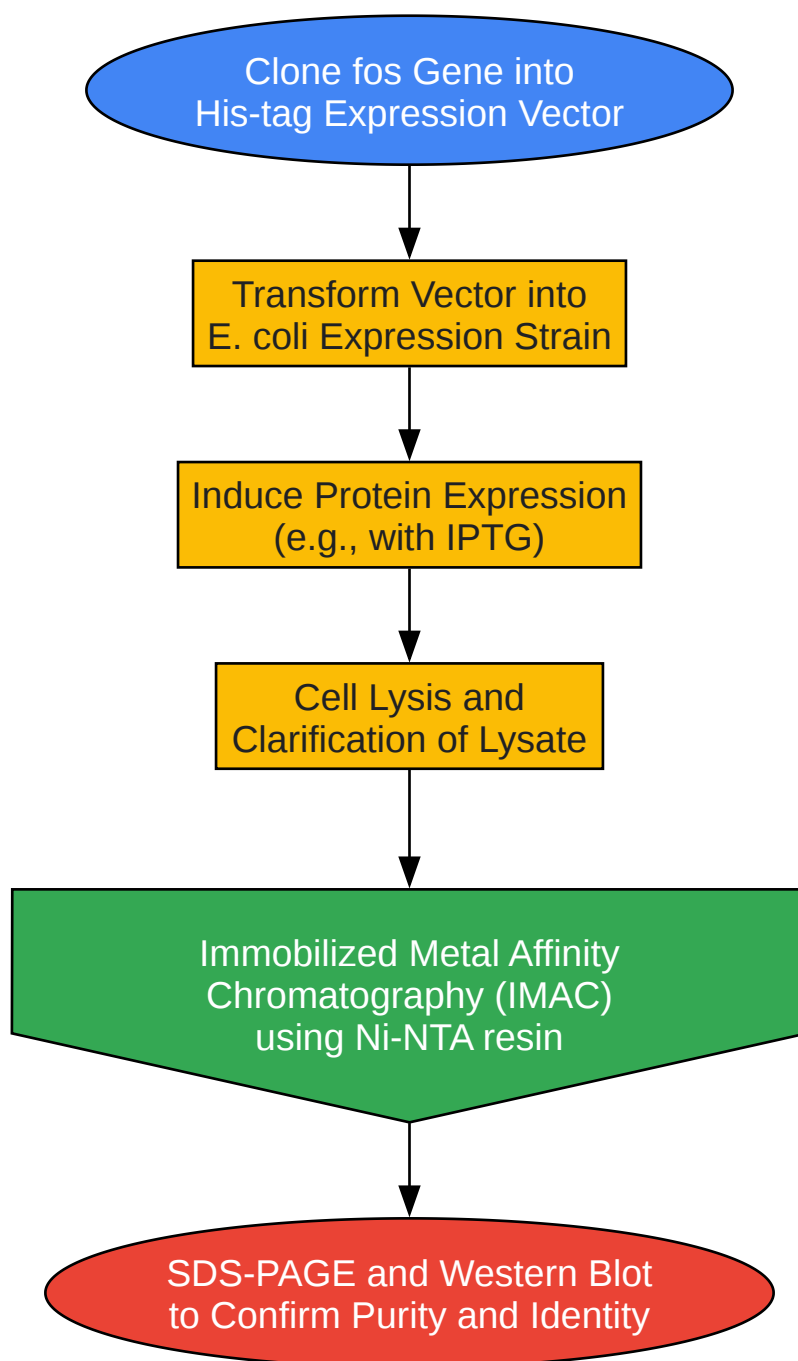 Clone fos Gene into
His-tag Expression Vector
Transform Vector into
E. coli Expression Strain
Induce Protein Expression
(e.g., with IPTG)
Cell Lysis and
Clarification of Lysate
Immobilized Metal Affinity
Chromatography (IMAC)
using Ni-NTA resin
SDS-PAGE and Western Blot
to Confirm Purity and Identity